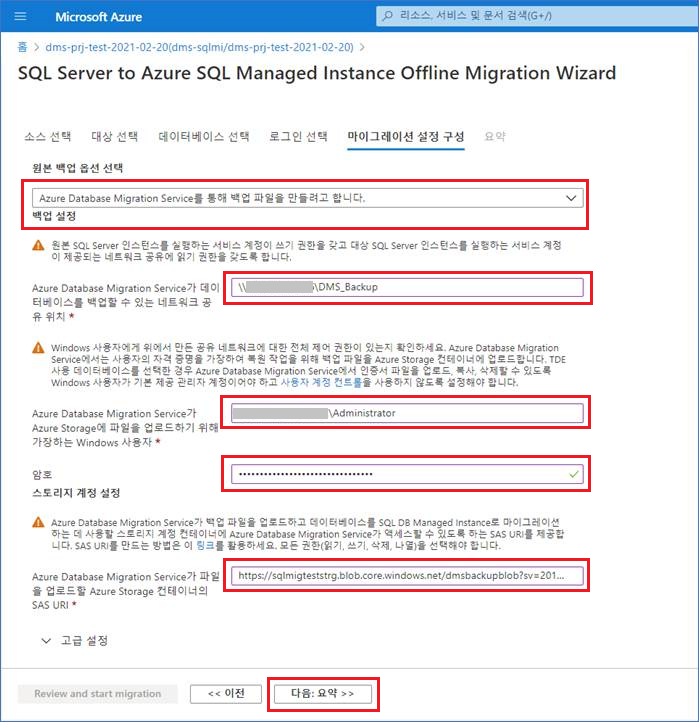 Microsoft Azure
리소스, 서비스 및 문서 검색(G+/)
홈 > dms-prj-test-2021-02-20(dms-sqlmi/dms-prj-test-2021-02-20) >
SQL Server to Azure SQL Managed Instance Offline Migration Wizard
소스 선택 대상 선택 데이터베이스 선택 로그인 선택 마이그레이션 설정 구성 요약
원본 백업 옵션 선택
Azure Database Migration Service를 통해 백업 파일을 만들려고 합니다.
백업 설정
원본 SQL Server 인스턴스를 실행하는 서비스 계정이 쓰기 권한을 갖고 대상 SQL Server 인스턴스를 실행하는 서비스 계정
이 제공되는 네트워크 공유에 읽기 권한을 갖도록 합니다.
Azure Database Migration Service가 데이
터베이스를 백업할 수 있는 네트워크 공
유 위치 *
\\ \DMS_Backup
Windows 사용자에게 위에서 만든 공유 네트워크에 대한 전체 제어 권한이 있는지 확인하세요. Azure Database Migration
Service에서는 사용자의 자격 증명을 가장하여 복원 작업을 위해 백업 파일을 Azure Storage 컨테이너에 업로드합니다. TDE
사용 데이터베이스를 선택한 경우 Azure Database Migration Service에서 인증서 파일을 업로드, 복사, 삭제할 수 있도록
Windows 사용자가 기본 제공 관리자 계정이어야 하고 사용자 계정 컨트롤을 사용하지 않도록 설정해야 합니다.
Azure Database Migration Service가
Azure Storage에 파일을 업로드하기 위해
가장하는 Windows 사용자 *
\Administrator
암호
스토리지 계정 설정
Azure Database Migration Service가 백업 파일을 업로드하고 데이터베이스를 SQL DB Managed Instance로 마이그레이션
하는 데 사용할 스토리지 계정 컨테이너에 Azure Database Migration Service가 액세스할 수 있도록 하는 SAS URI를 제공합니
다. SAS URI를 만드는 방법은 이 링크를 활용하세요. 모든 권한(읽기, 쓰기, 삭제, 나열)을 선택해야 합니다.
Azure Database Migration Service가 파일
을 업로드할 Azure Storage 컨테이너의
SAS URI *
https://sqlmigteststrg.blob.core.windows.net/dmsbackupblob?sv=201...
고급 설정
Review and start migration
<< 이전
다음: 요약 >>